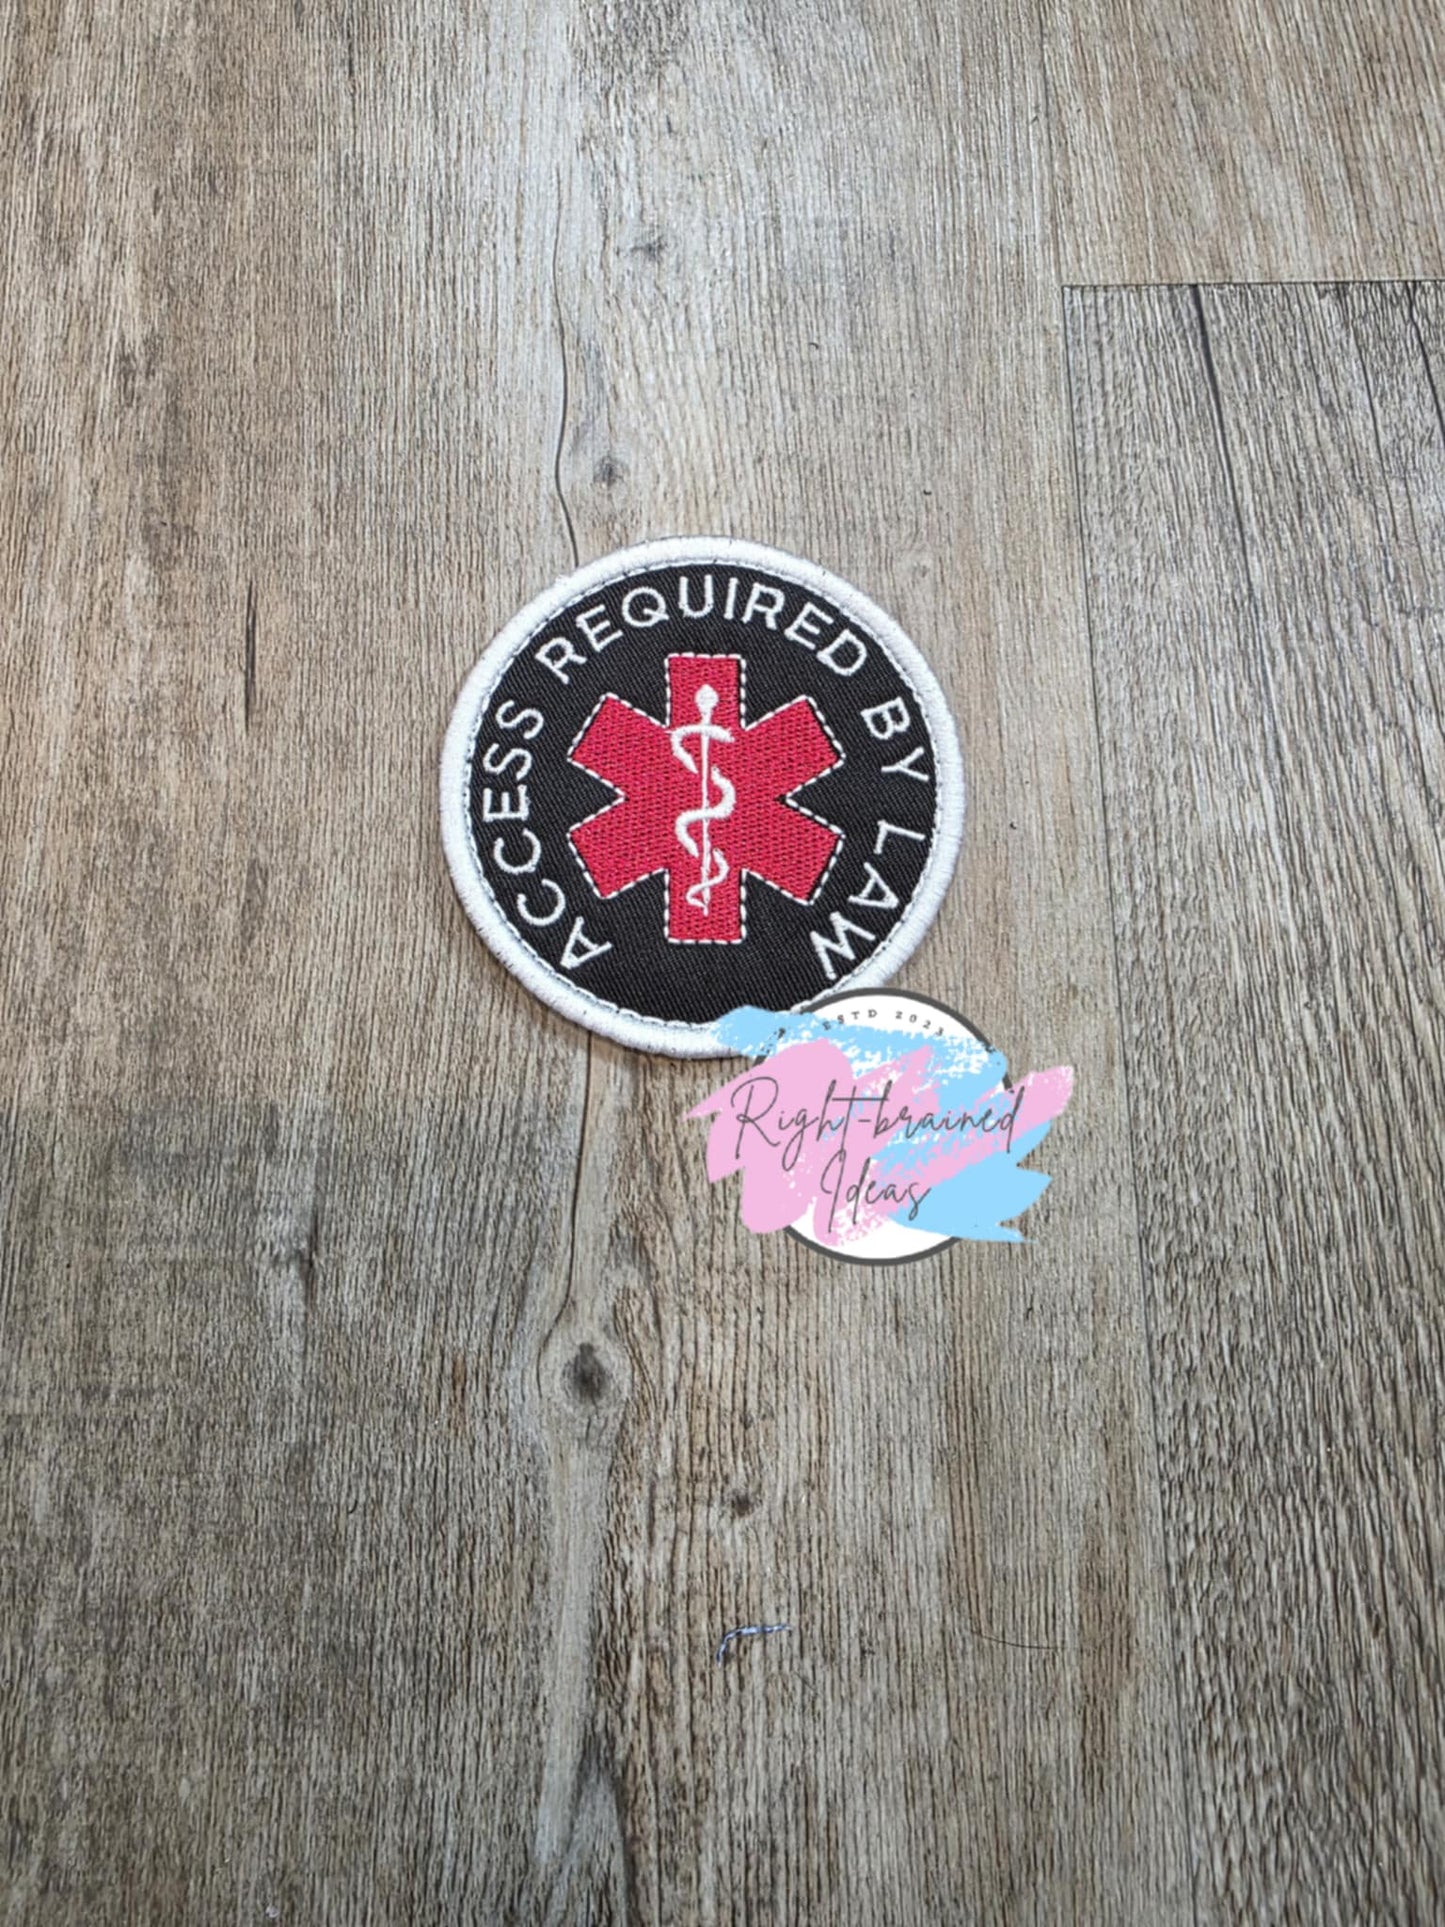 ACCESS REQUIRED BY LAW
ESTD 2023
Right-brained
Ideas